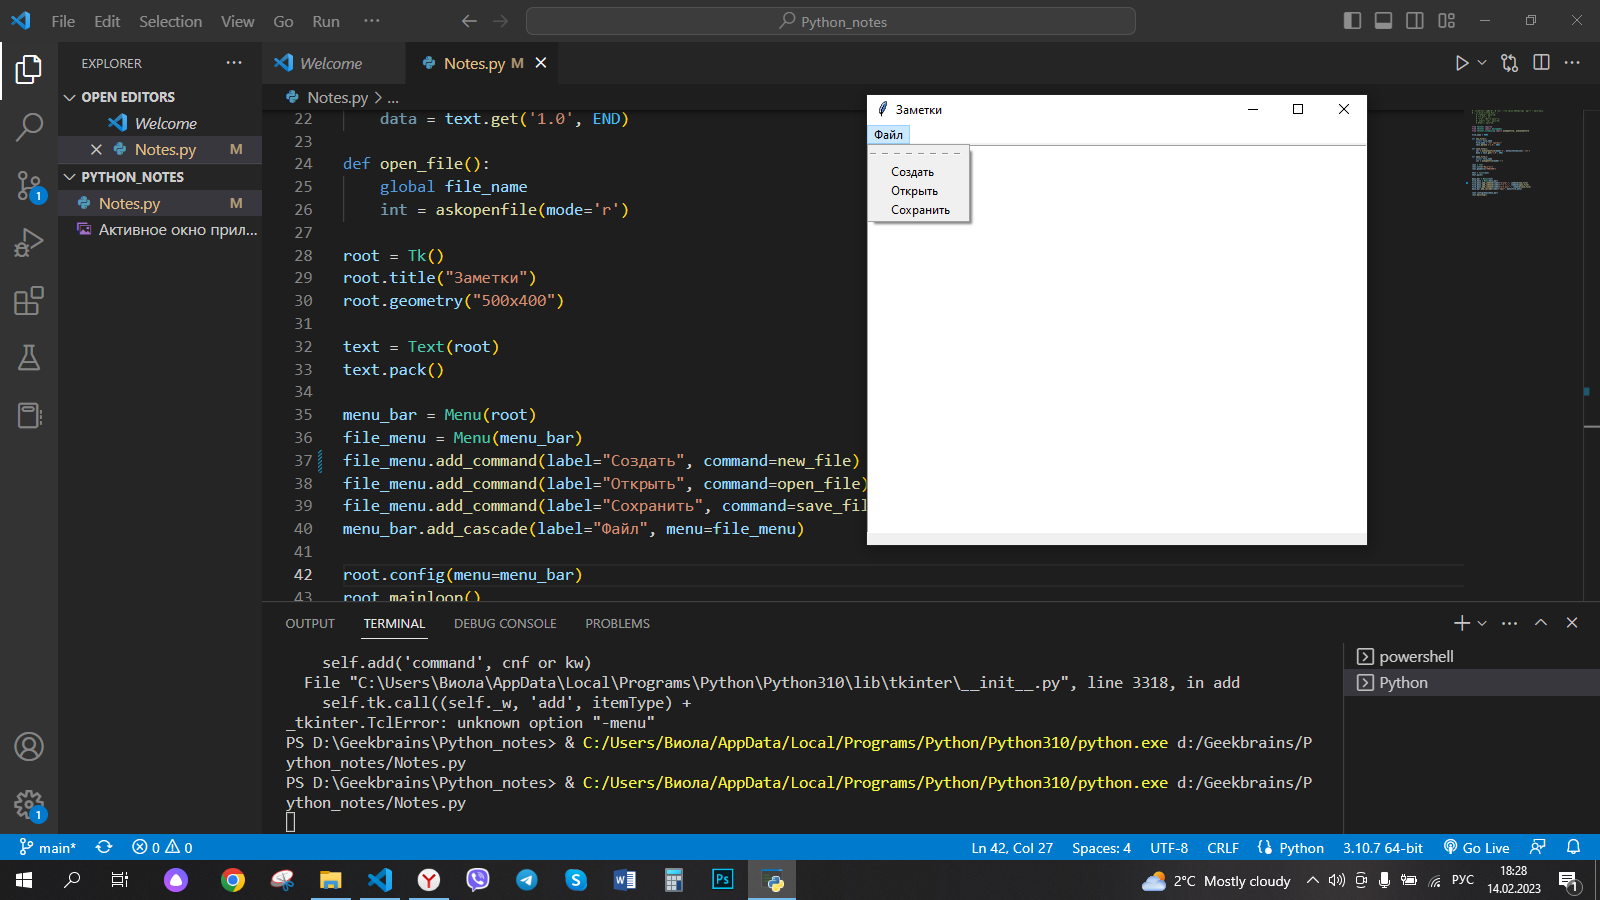 File Edit Selection View Go Run ···
Python_notes
EXPLORER
OPEN EDITORS
Welcome
Notes.py M
PYTHON_NOTES
Notes.py M
Активное окно прил...
Welcome
Notes.py M
Notes.py > ...
22 data = text.get('1.0', END)
23
24 def open_file():
25 global file_name
26 int = askopenfile(mode='r')
27
28 root = Tk()
29 root.title("Заметки")
30 root.geometry("500x400")
31
32 text = Text(root)
33 text.pack()
34
35 menu_bar = Menu(root)
36 file_menu = Menu(menu_bar)
37 file_menu.add_command(label="Создать", command=new_file)
38 file_menu.add_command(label="Открыть", command=open_file)
39 file_menu.add_command(label="Сохранить", command=save_fil
40 menu_bar.add_cascade(label="Файл", menu=file_menu)
41
42 root.config(menu=menu_bar)
43 root.mainloop()
Заметки
Файл
Создать
Открыть
Сохранить
OUTPUT TERMINAL DEBUG CONSOLE PROBLEMS
self.add('command', cnf or kw)
File "C:\Users\Виола\AppData\Local\Programs\Python\Python310\lib\tkinter\__init__.py", line 3318, in add
self.tk.call((self._w, 'add', itemType) +
_tkinter.TclError: unknown option "-menu"
PS D:\Geekbrains\Python_notes> & C:/Users/Виола/AppData/Local/Programs/Python/Python310/python.exe d:/Geekbrains/P
ython_notes/Notes.py
PS D:\Geekbrains\Python_notes> & C:/Users/Виола/AppData/Local/Programs/Python/Python310/python.exe d:/Geekbrains/P
ython_notes/Notes.py
powershell
Python
1
1
main* 0 0 Ln 42, Col 27 Spaces: 4 UTF-8 CRLF Python 3.10.7 64-bit Go Live
2°C Mostly cloudy РУС 18:28
14.02.2023
1
Ps